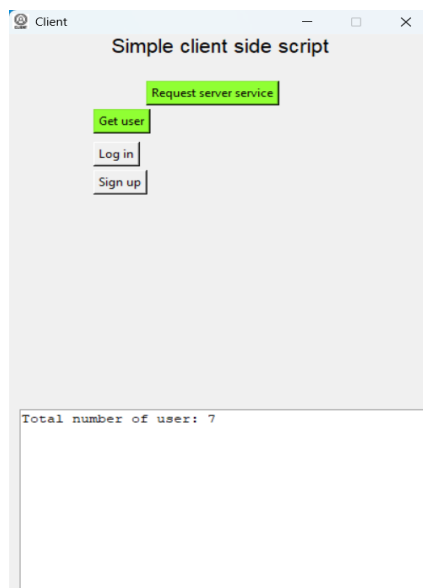 Client
Simple client side script
Request server service
Get user
Log in
Sign up
Total number of user: 7